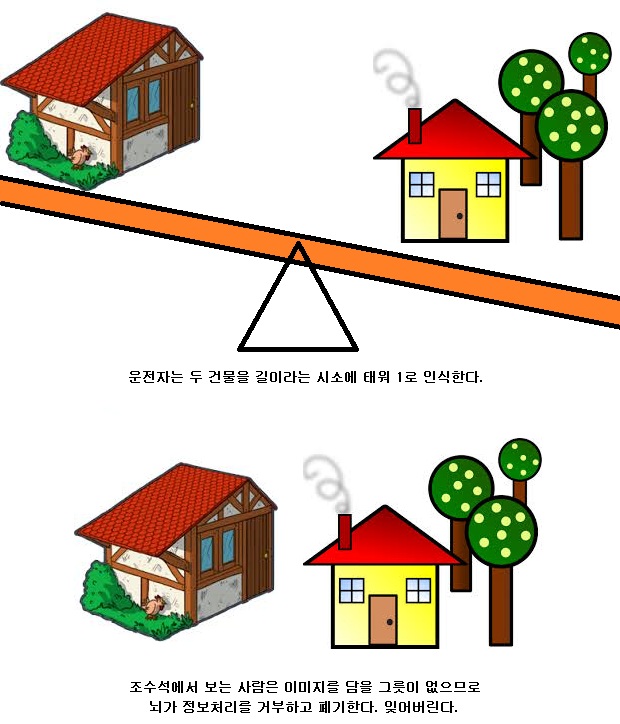 운전자는 두 건물을 길이라는 시소에 태워 1로 인식한다.
조수석에서 보는 사람은 이미지를 담을 그릇이 없으므로
뇌가 정보처리를 거부하고 폐기한다. 잊어버린다.